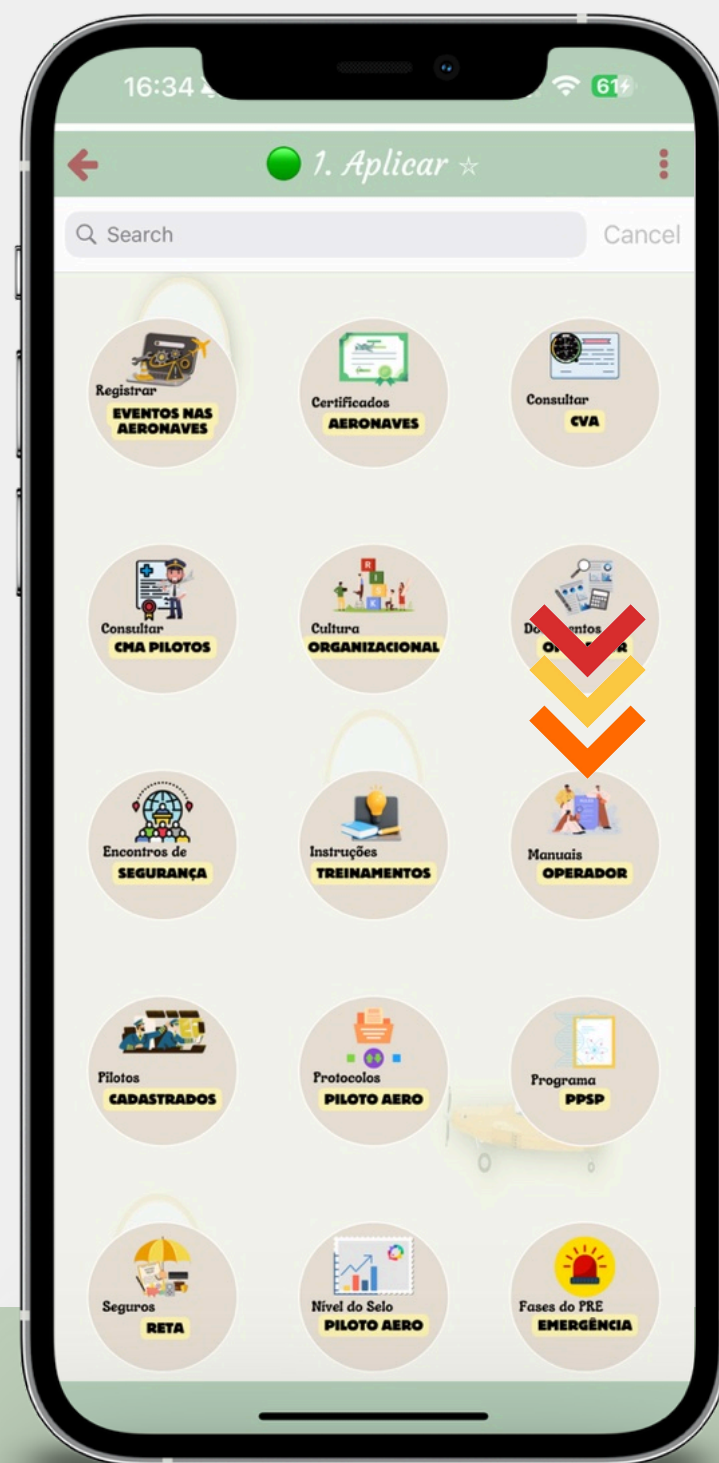 16:34
61
1. Aplicar ☆
Search
Cancel
Registrar
EVENTOS NAS
AERONAVES
Certificados
AERONAVES
Consultar
CVA
Consultar
CMA PILOTOS
R I S K
Cultura
ORGANIZACIONAL
Encontros de
SEGURANÇA
Instruções
TREINAMENTOS
Manuais
OPERADOR
Pilotos
CADASTRADOS
Protocolos
PILOTO AERO
Programa
PPSP
Seguros
RETA
Nível do Selo
PILOTO AERO
Fases do PRE
EMERGÊNCIA